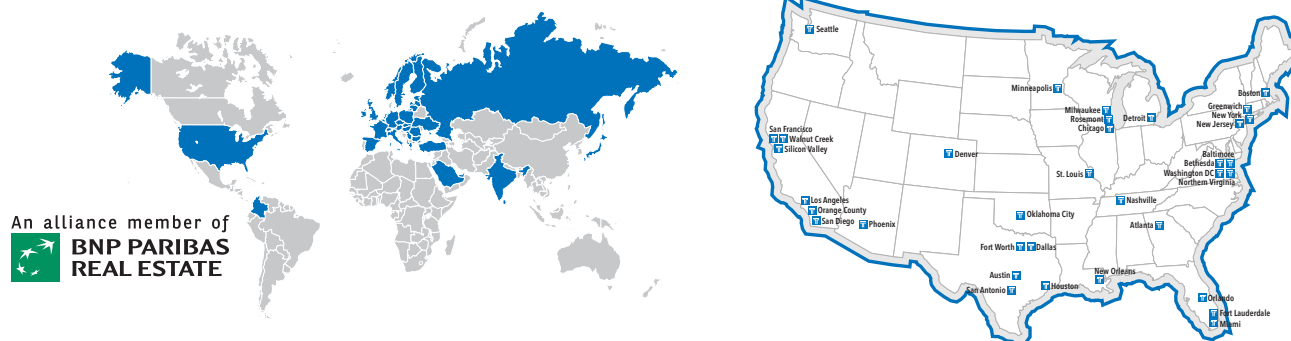 An alliance member of
BNP PARIBAS
REAL ESTATE
Seattle
Minneapolis
Milwaukee
Rosemont
Chicago
Detroit
Boston
Greenwich
New York
New Jersey
San Francisco
Walnut Creek
Silicon Valley
Denver
St. Louis
Baltimore
Bethesda
Washington DC
Northern Virginia
Los Angeles
Orange County
San Diego
Phoenix
Oklahoma City
Nashville
Atlanta
Fort Worth
Dallas
Austin
San Antonio
Houston
New Orleans
Orlando
Fort Lauderdale
Miami